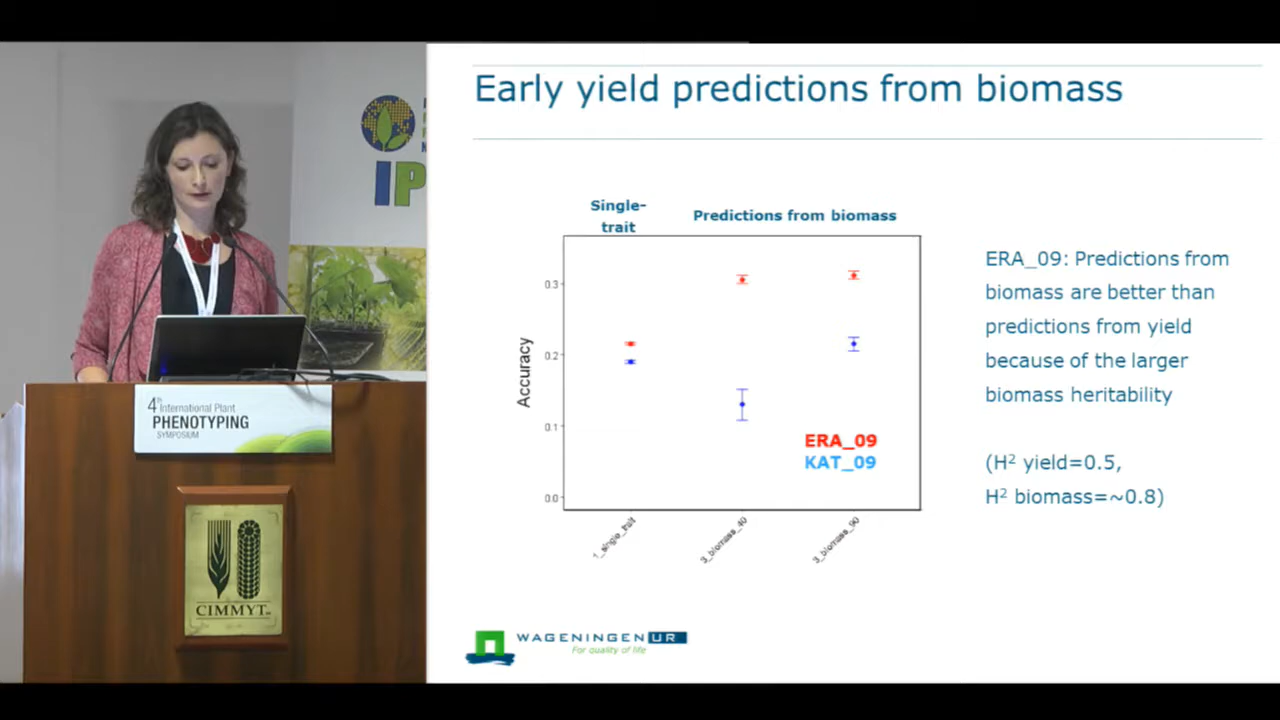 Early yield predictions from biomass
Single-
trait
Predictions from biomass
Accuracy
0.3
0.2
0.1
0.0
1_single_trait
3_biomass_40
3_biomass_90
ERA_09
KAT_09
ERA_09: Predictions from
biomass are better than
predictions from yield
because of the larger
biomass heritability
(H² yield=0.5,
H² biomass=~0.8)
WAGENINGEN UR
For quality of life
IP
4th International Plant
PHENOTYPING
SYMPOSIUM
CIMMYT